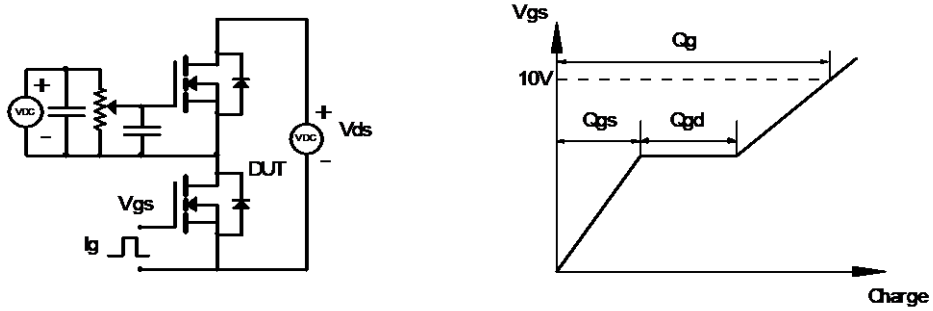 +
VDC
-
+
VDC
-
Vds
DUT
Vgs
Ig
Vgs
Qg
10V
Qgs
Qgd
Charge